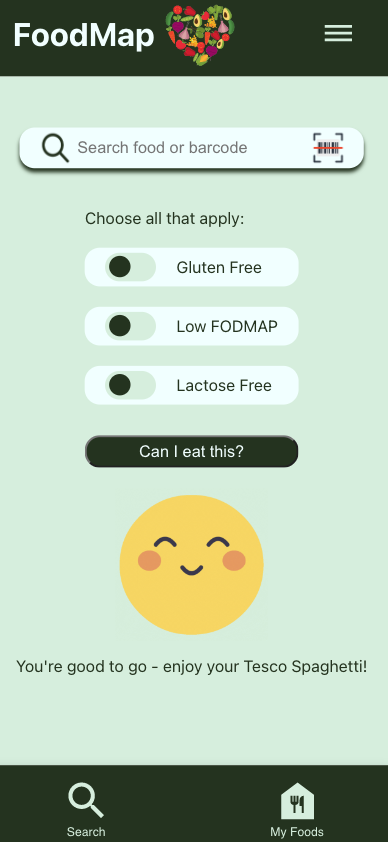 FoodMap
Search food or barcode
Choose all that apply:
Gluten Free
Low FODMAP
Lactose Free
Can I eat this?
You're good to go - enjoy your Tesco Spaghetti!
Search
My Foods